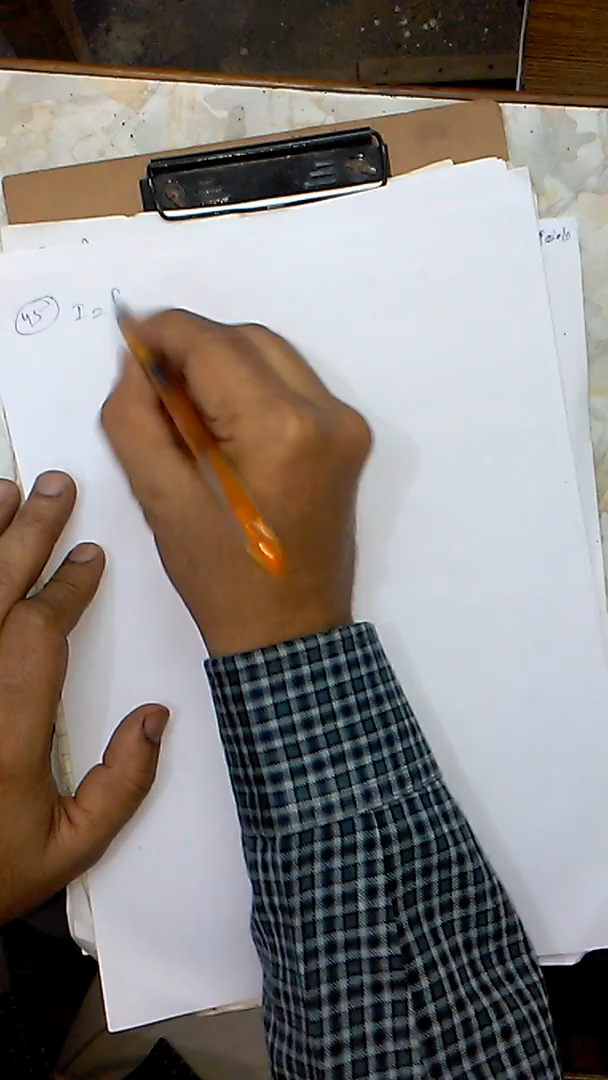 45 I = ∫